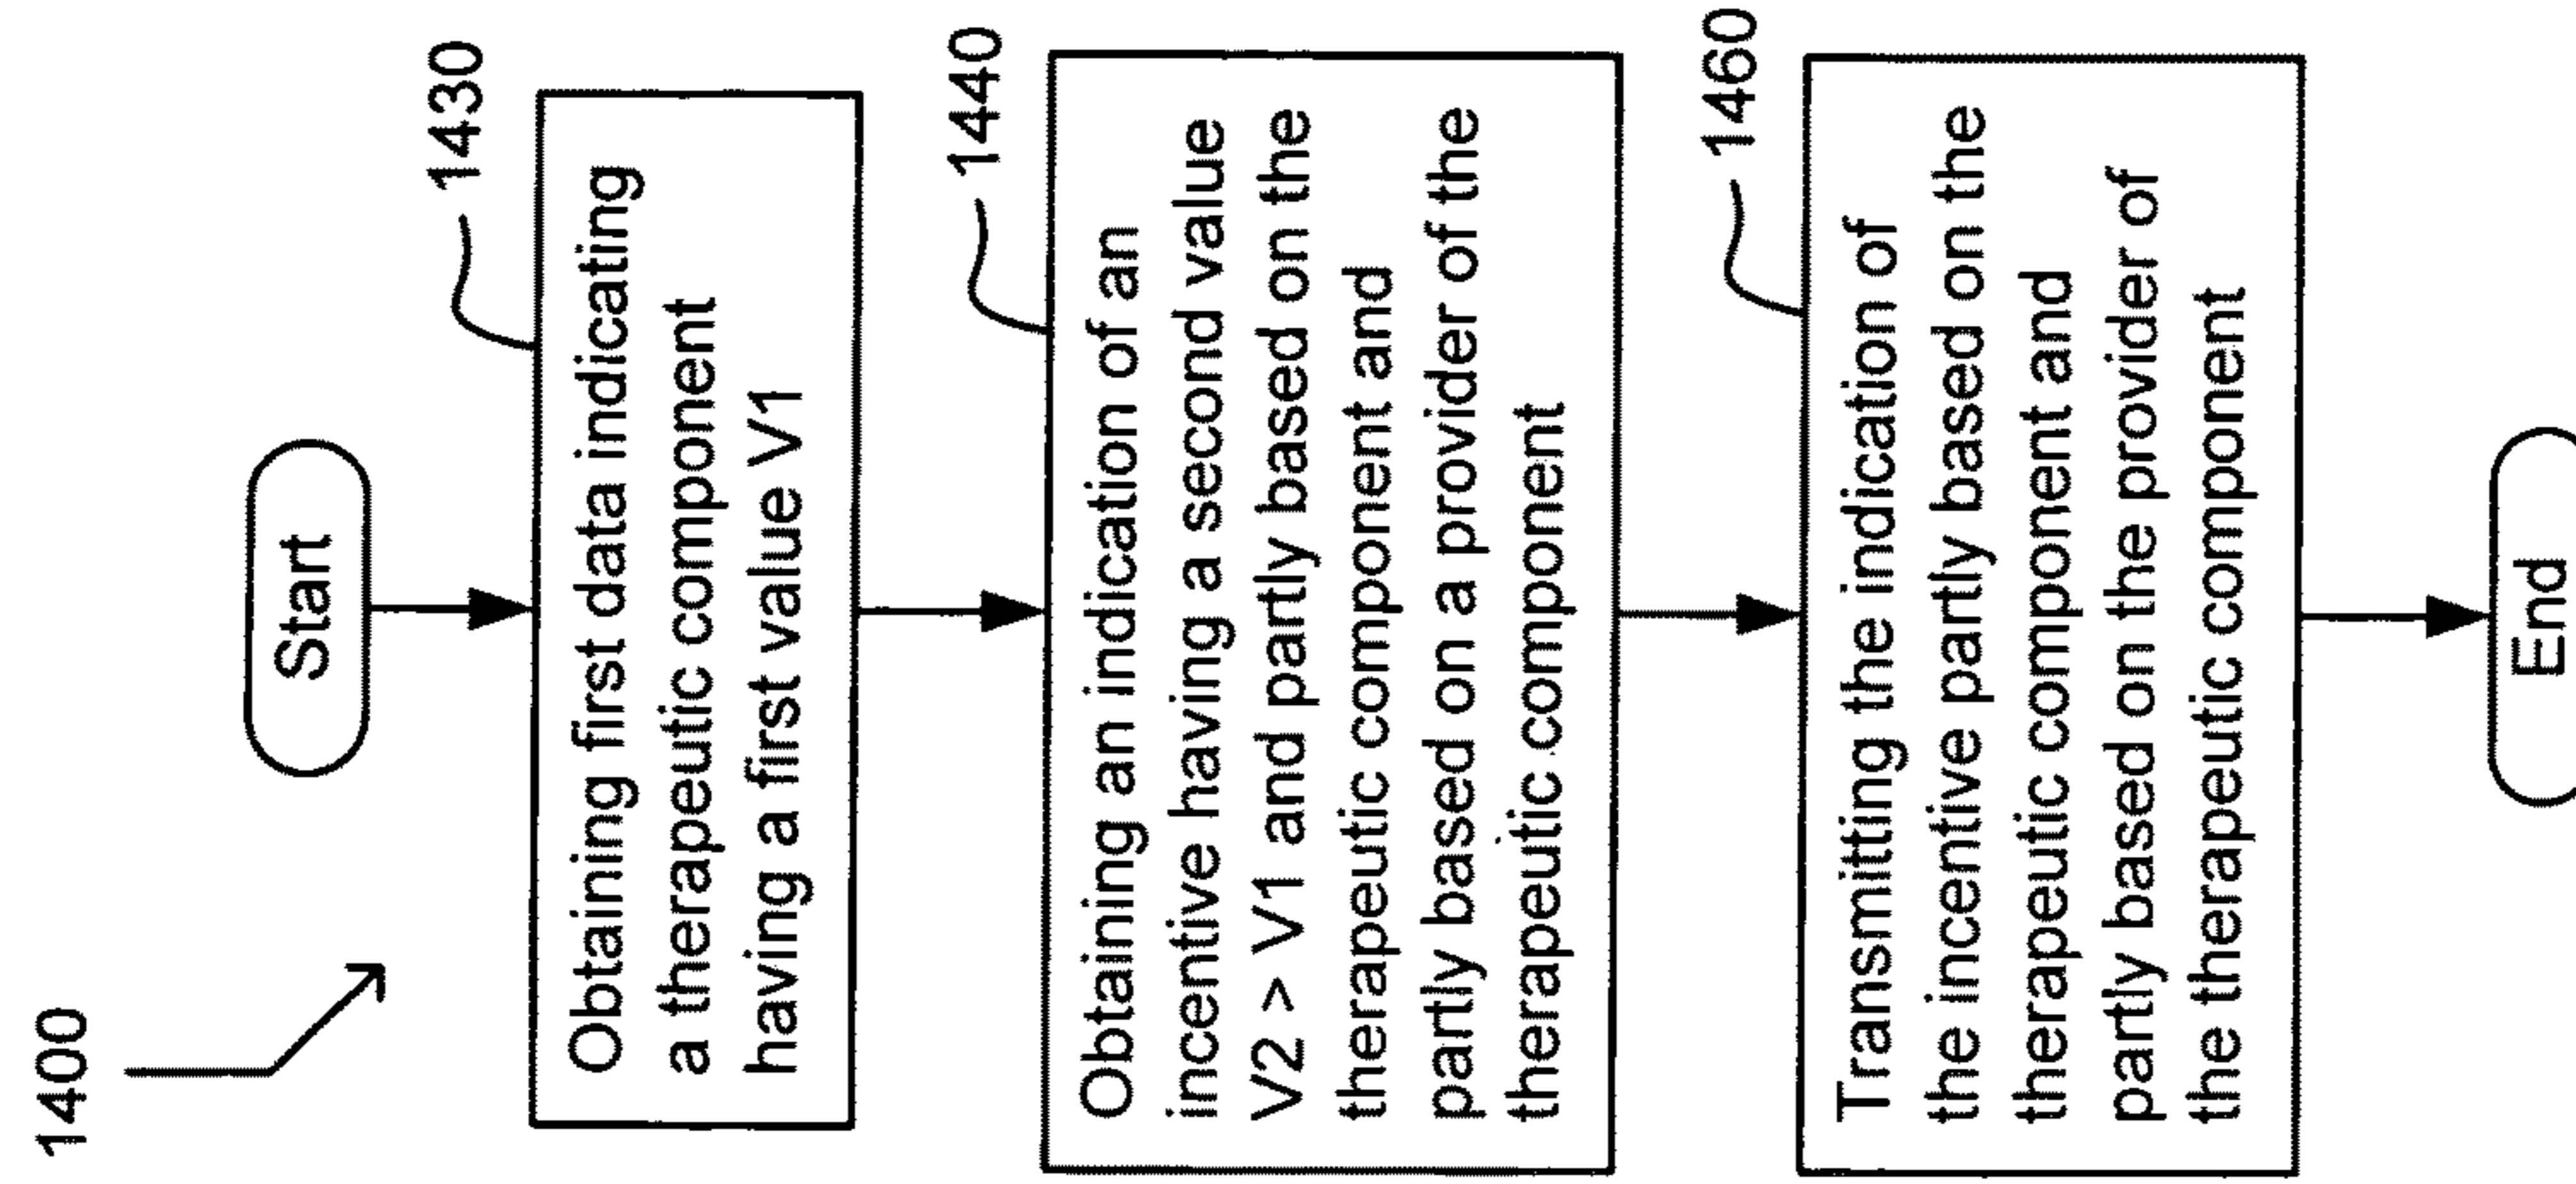 1400
Start
1430
Obtaining first data indicating
a therapeutic component
having a first value V1
1440
Obtaining an indication of an
incentive having a second value
V2 > V1 and partly based on the
therapeutic component and
partly based on a provider of the
therapeutic component
1460
Transmitting the indication of
the incentive partly based on the
therapeutic component and
partly based on the provider of
the therapeutic component
End